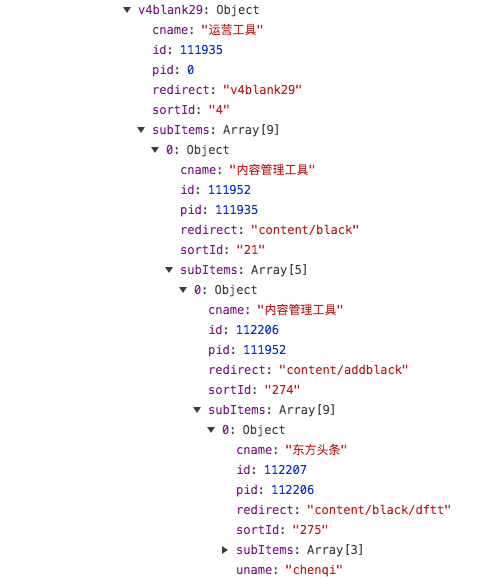 v4blank29: Object
cname: "运营工具"
id: 111935
pid: 0
redirect: "v4blank29"
sortId: "4"
subItems: Array[9]
0: Object
cname: "内容管理工具"
id: 111952
pid: 111935
redirect: "content/black"
sortId: "21"
subItems: Array[5]
0: Object
cname: "内容管理工具"
id: 112206
pid: 111952
redirect: "content/addblack"
sortId: "274"
subItems: Array[9]
0: Object
cname: "东方头条"
id: 112207
pid: 112206
redirect: "content/black/dftt"
sortId: "275"
subItems: Array[3]
uname: "chenqi"